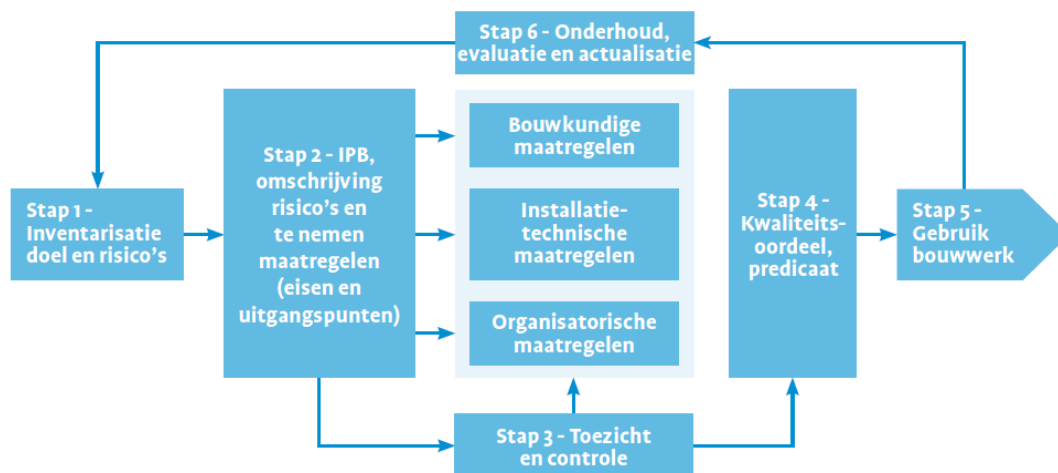 Stap 6 - Onderhoud,
evaluatie en actualisatie
Stap 1 -
Inventarisatie
doel en risico's
Stap 2 - IPB,
omschrijving
risico's en
te nemen
maatregelen
(eisen en
uitgangspunten)
Bouwkundige
maatregelen
Installatie-
technische
maatregelen
Organisatorische
maatregelen
Stap 3 - Toezicht
en controle
Stap 4 -
Kwaliteits-
oordeel,
predicaat
Stap 5 -
Gebruik
bouwwerk